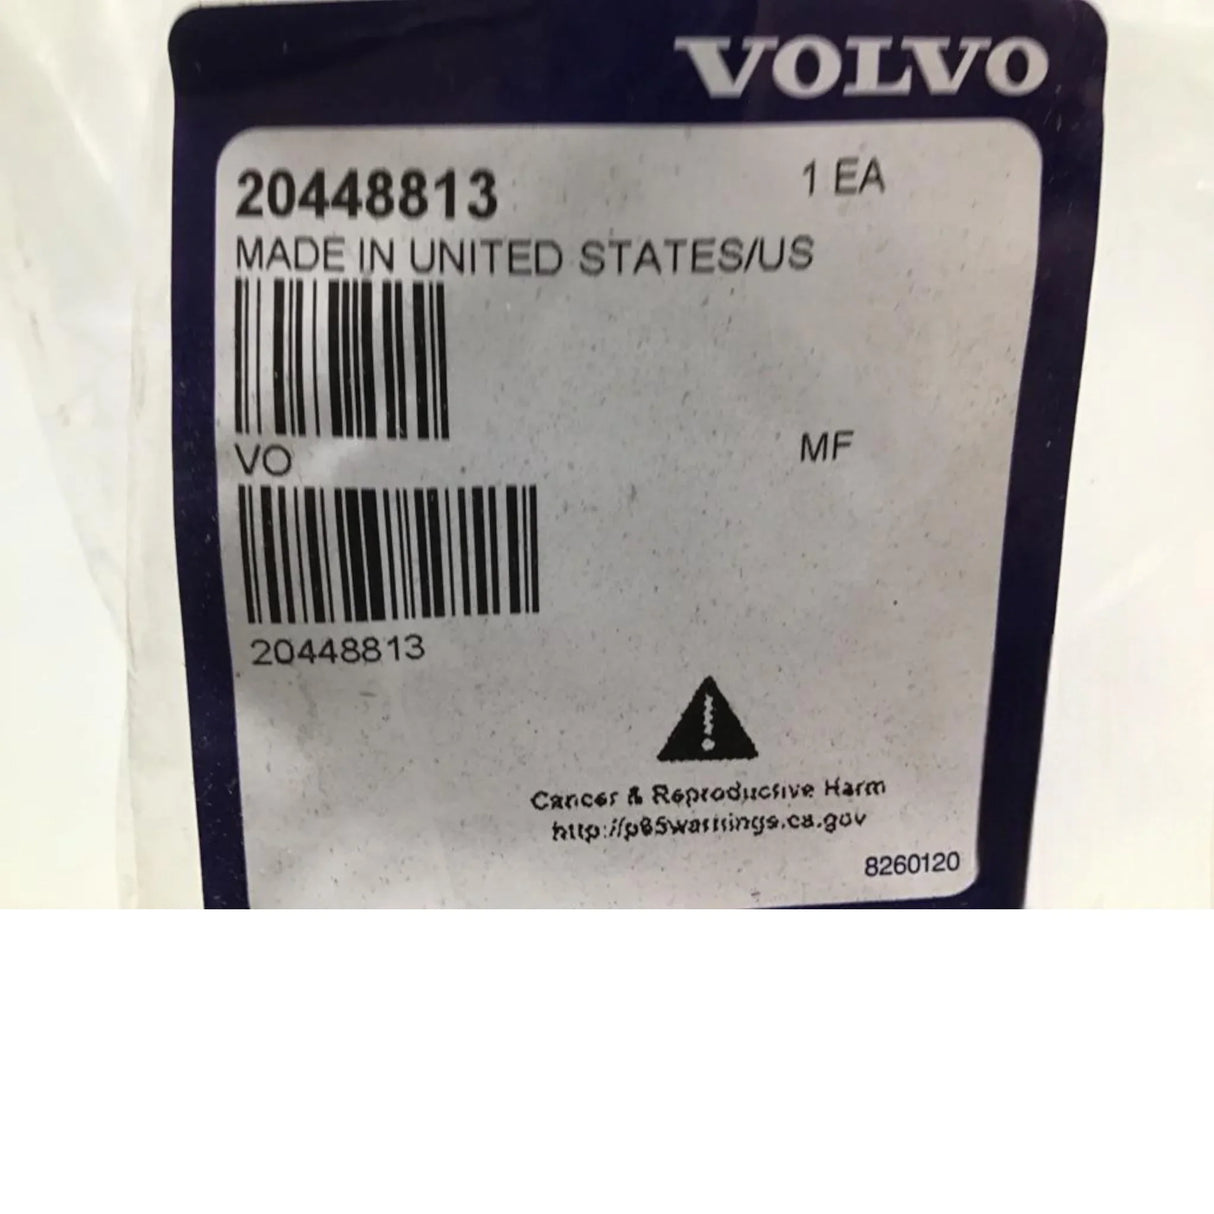 VOLVO
20448813 1 EA
MADE IN UNITED STATES/US
VO MF
20448813
Cancer & Reproductive Harm
http://p65warnings.ca.gov
8260120